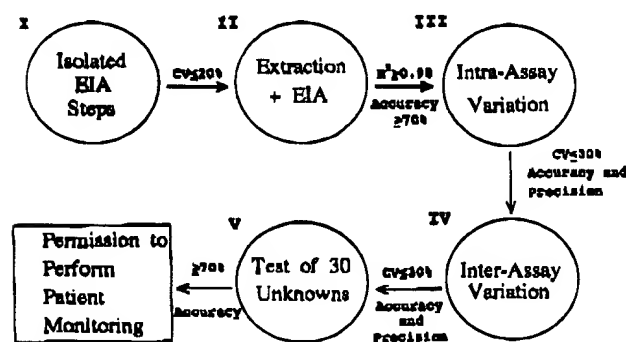 I
Isolated
EIA
Steps
CV≤20%
II
Extraction
+ EIA
R²≥0.98
Accuracy
≥70%
III
Intra-Assay
Variation
CV≤30%
Accuracy and
Precision
IV
Inter-Assay
Variation
CV≤30%
Accuracy
and
Precision
V
Test of 30
Unknowns
≥70%
Accuracy
Permission to
Perform
Patient
Monitoring